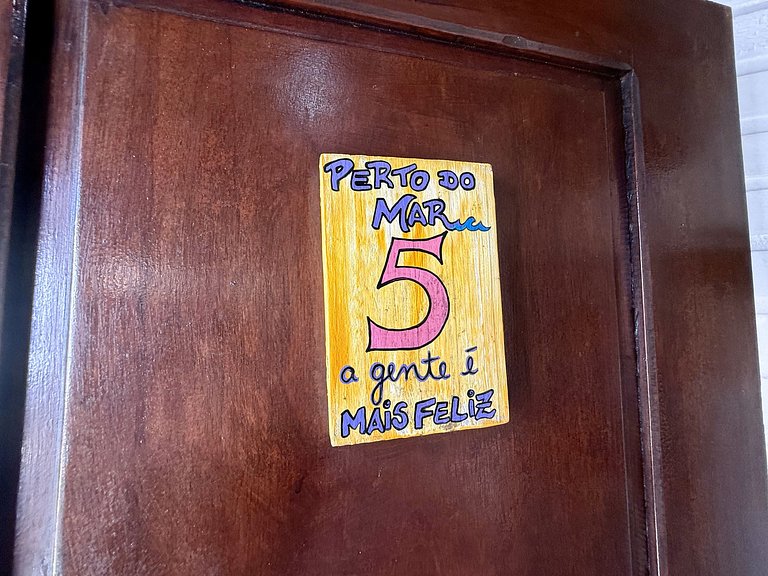 PERTO DO
MAR
5
a gente é
MAiS FELiZ